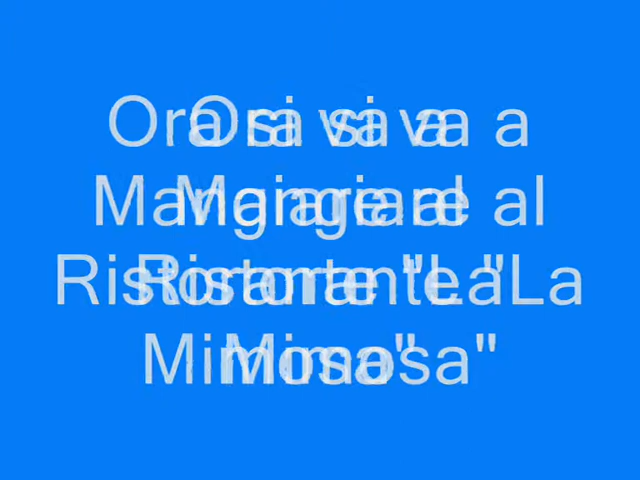 Ora si va a
Mangiare al
Ristorante "La
Mimosa"